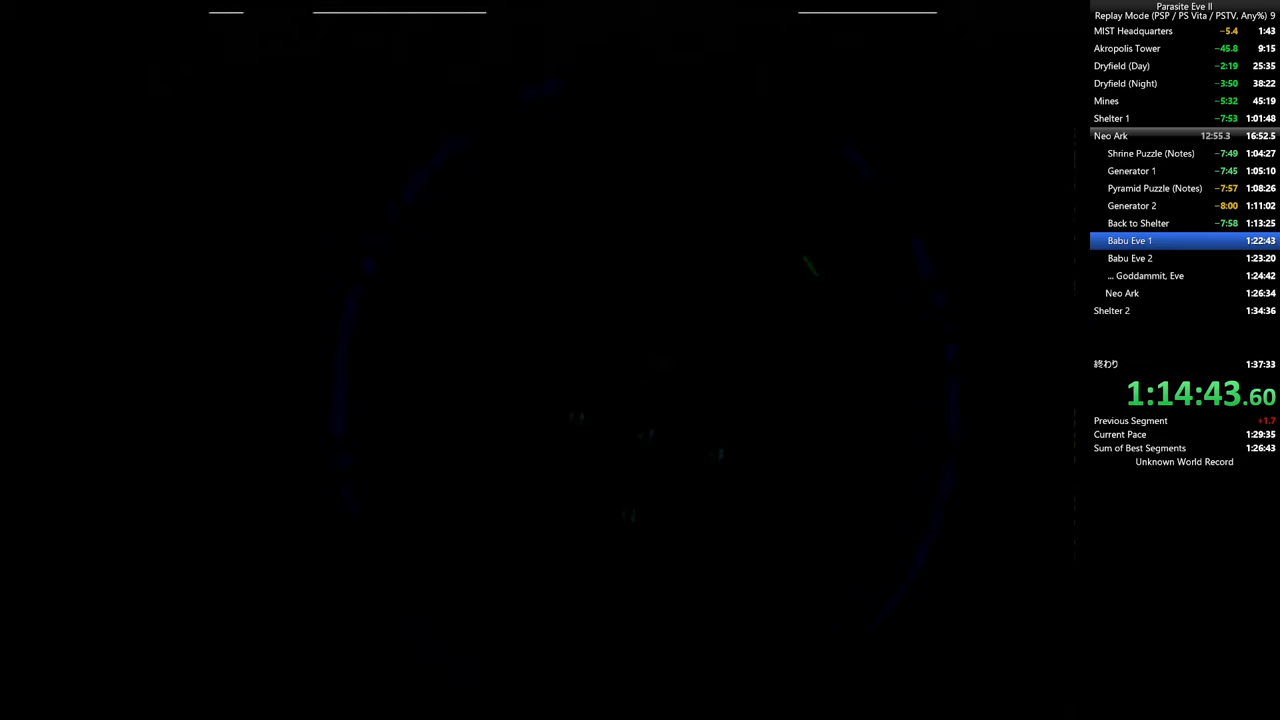 Parasite Eve II
Replay Mode (PSP / PS Vita / PSTV, Any%) 9
MIST Headquarters −5.4 1:43
Akropolis Tower −45.8 9:15
Dryfield (Day) −2:19 25:35
Dryfield (Night) −3:50 38:22
Mines −5:32 45:19
Shelter 1 −7:53 1:01:48
Neo Ark 12:55.3 16:52.5
Shrine Puzzle (Notes) −7:49 1:04:27
Generator 1 −7:45 1:05:10
Pyramid Puzzle (Notes) −7:57 1:08:26
Generator 2 −8:00 1:11:02
Back to Shelter −7:58 1:13:25
Babu Eve 1 1:22:43
Babu Eve 2 1:23:20
... Goddammit, Eve 1:24:42
Neo Ark 1:26:34
Shelter 2 1:34:36
終わり 1:37:33
1:14:43.60
Previous Segment +1.7
Current Pace 1:29:35
Sum of Best Segments 1:26:43
Unknown World Record